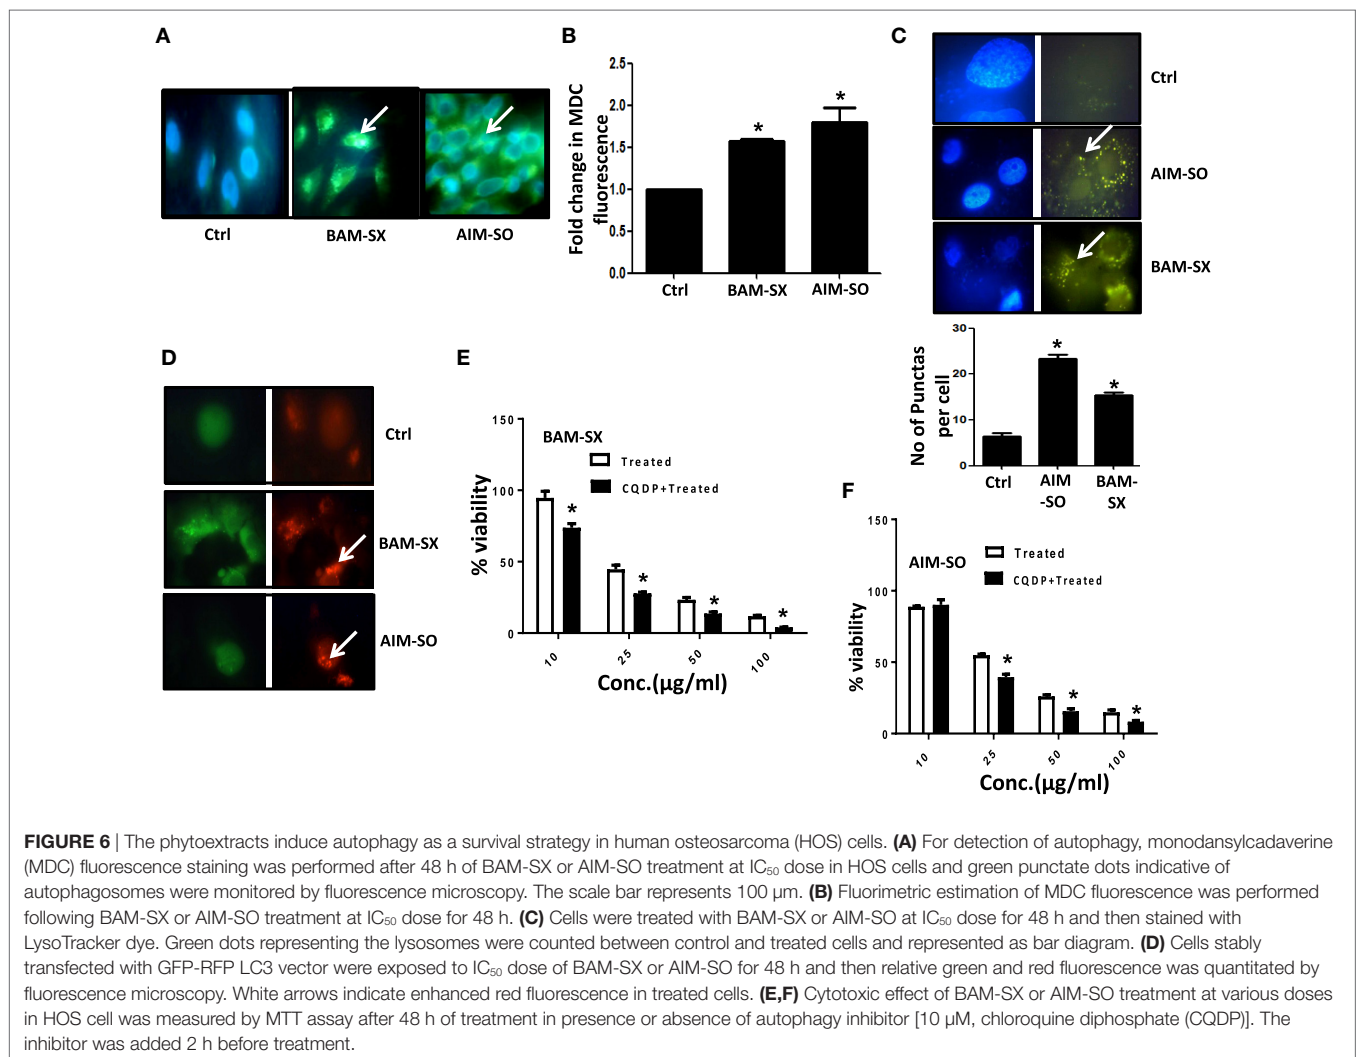 A
Ctrl
BAM-SX
AIM-SO
B
Fold change in MDC
fluorescence
2.5
2.0
1.5
1.0
0.5
0.0
*
*
Ctrl
BAM-SX
AIM-SO
C
Ctrl
AIM-SO
BAM-SX
No of Punctas
per cell
30
20
10
0
*
*
Ctrl
AIM
-SO
BAM-
SX
D
Ctrl
BAM-SX
AIM-SO
E
% viability
150
100
50
0
BAM-SX
Treated
CQDP+Treated
*
*
*
*
10
25
50
100
Conc.(µg/ml)
F
% viability
150
100
50
0
AIM-SO
Treated
CQDP+Treated
*
*
*
10
25
50
100
Conc.(µg/ml)
FIGURE 6 | The phytoextracts induce autophagy as a survival strategy in human osteosarcoma (HOS) cells. (A) For detection of autophagy, monodansylcadaverine
(MDC) fluorescence staining was performed after 48 h of BAM-SX or AIM-SO treatment at IC50 dose in HOS cells and green punctate dots indicative of
autophagosomes were monitored by fluorescence microscopy. The scale bar represents 100 µm. (B) Fluorimetric estimation of MDC fluorescence was performed
following BAM-SX or AIM-SO treatment at IC50 dose for 48 h. (C) Cells were treated with BAM-SX or AIM-SO at IC50 dose for 48 h and then stained with
LysoTracker dye. Green dots representing the lysosomes were counted between control and treated cells and represented as bar diagram. (D) Cells stably
transfected with GFP-RFP LC3 vector were exposed to IC50 dose of BAM-SX or AIM-SO for 48 h and then relative green and red fluorescence was quantitated by
fluorescence microscopy. White arrows indicate enhanced red fluorescence in treated cells. (E,F) Cytotoxic effect of BAM-SX or AIM-SO treatment at various doses
in HOS cell was measured by MTT assay after 48 h of treatment in presence or absence of autophagy inhibitor [10 µM, chloroquine diphosphate (CQDP)]. The
inhibitor was added 2 h before treatment.